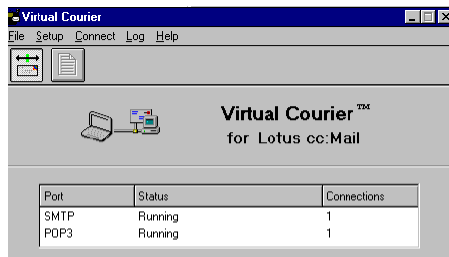 Virtual Courier
File Setup Connect Log Help
Virtual Courier™
for Lotus cc:Mail
Port Status Connections
SMTP Running 1
POP3 Running 1